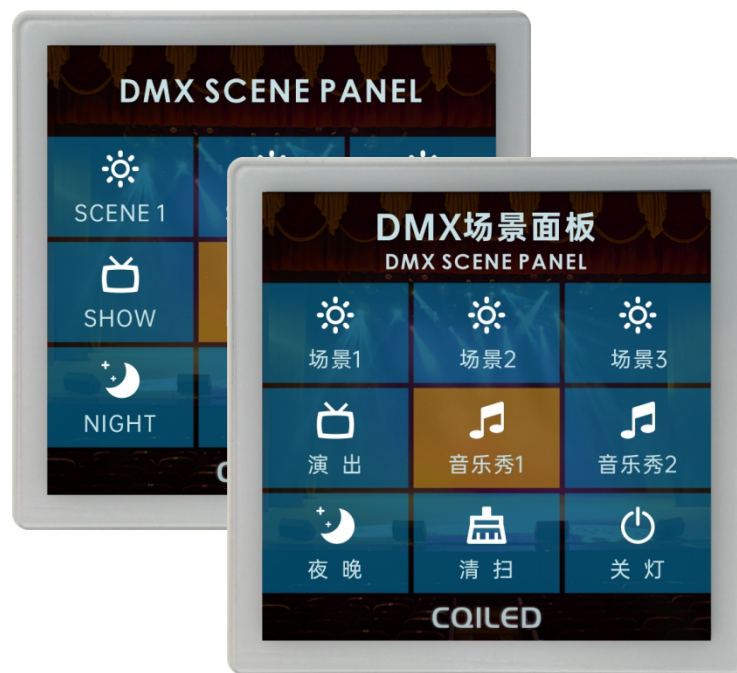 DMX SCENE PANEL
SCENE 1
SHOW
NIGHT
DMX场景面板
DMX SCENE PANEL
场景1
场景2
场景3
演 出
音乐秀1
音乐秀2
夜 晚
清 扫
关 灯
CQILED